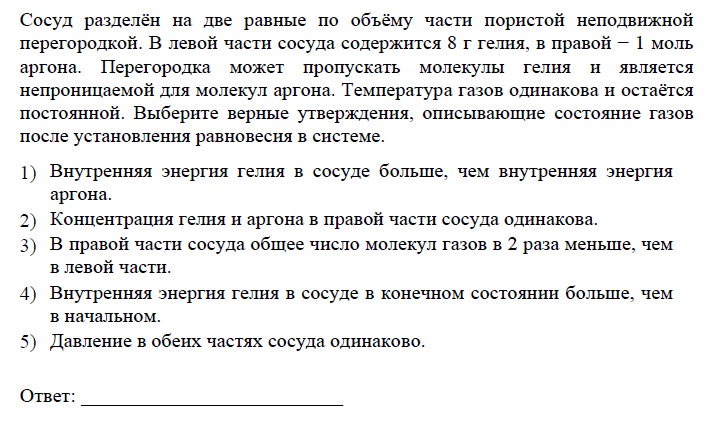 Сосуд разделён на две равные по объёму части пористой неподвижной
перегородкой. В левой части сосуда содержится 8 г гелия, в правой − 1 моль
аргона. Перегородка может пропускать молекулы гелия и является
непроницаемой для молекул аргона. Температура газов одинакова и остаётся
постоянной. Выберите верные утверждения, описывающие состояние газов
после установления равновесия в системе.
1) Внутренняя энергия гелия в сосуде больше, чем внутренняя энергия
аргона.
2) Концентрация гелия и аргона в правой части сосуда одинакова.
3) В правой части сосуда общее число молекул газов в 2 раза меньше, чем
в левой части.
4) Внутренняя энергия гелия в сосуде в конечном состоянии больше, чем
в начальном.
5) Давление в обеих частях сосуда одинаково.
Ответ: ___________________________